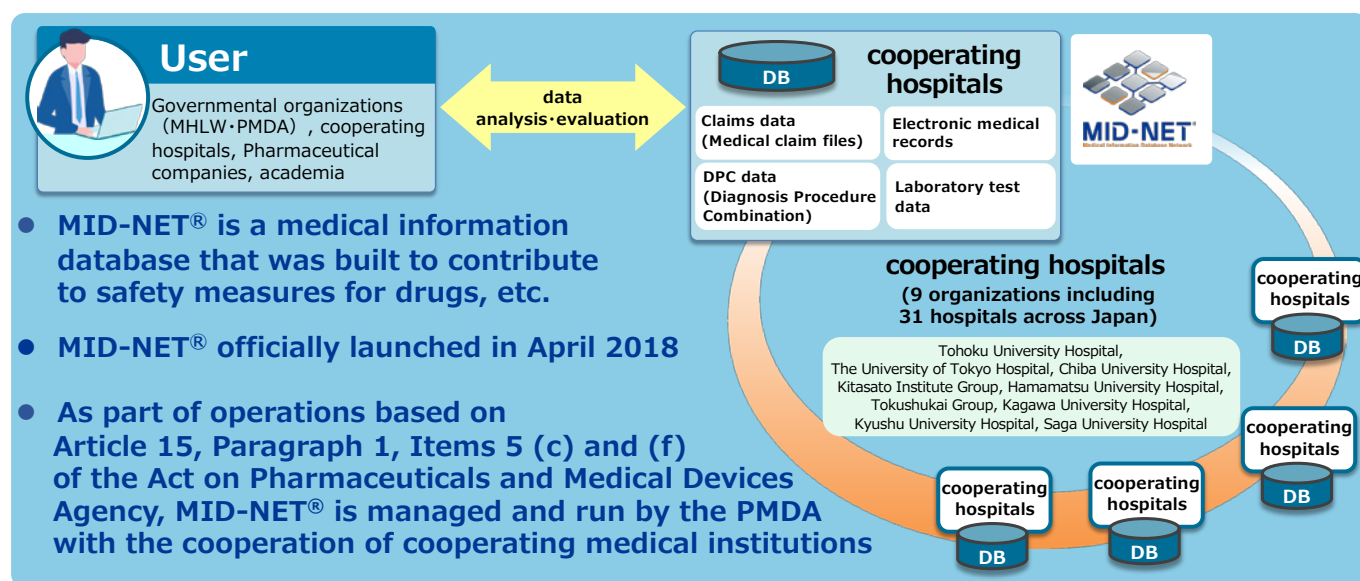 User
Governmental organizations
（MHLW･PMDA）, cooperating
hospitals, Pharmaceutical
companies, academia
data
analysis･evaluation
DB
cooperating
hospitals
Claims data
(Medical claim files)
Electronic medical
records
DPC data
(Diagnosis Procedure
Combination)
Laboratory test
data
MID-NET®
Medical Information Database Network
● MID-NET® is a medical information
database that was built to contribute
to safety measures for drugs, etc.
● MID-NET® officially launched in April 2018
● As part of operations based on
Article 15, Paragraph 1, Items 5 (c) and (f)
of the Act on Pharmaceuticals and Medical Devices
Agency, MID-NET® is managed and run by the PMDA
with the cooperation of cooperating medical institutions
cooperating hospitals
(9 organizations including
31 hospitals across Japan)
Tohoku University Hospital,
The University of Tokyo Hospital, Chiba University Hospital,
Kitasato Institute Group, Hamamatsu University Hospital,
Tokushukai Group, Kagawa University Hospital,
Kyushu University Hospital, Saga University Hospital
cooperating
hospitals
DB
cooperating
hospitals
DB
cooperating
hospitals
DB
cooperating
hospitals
DB